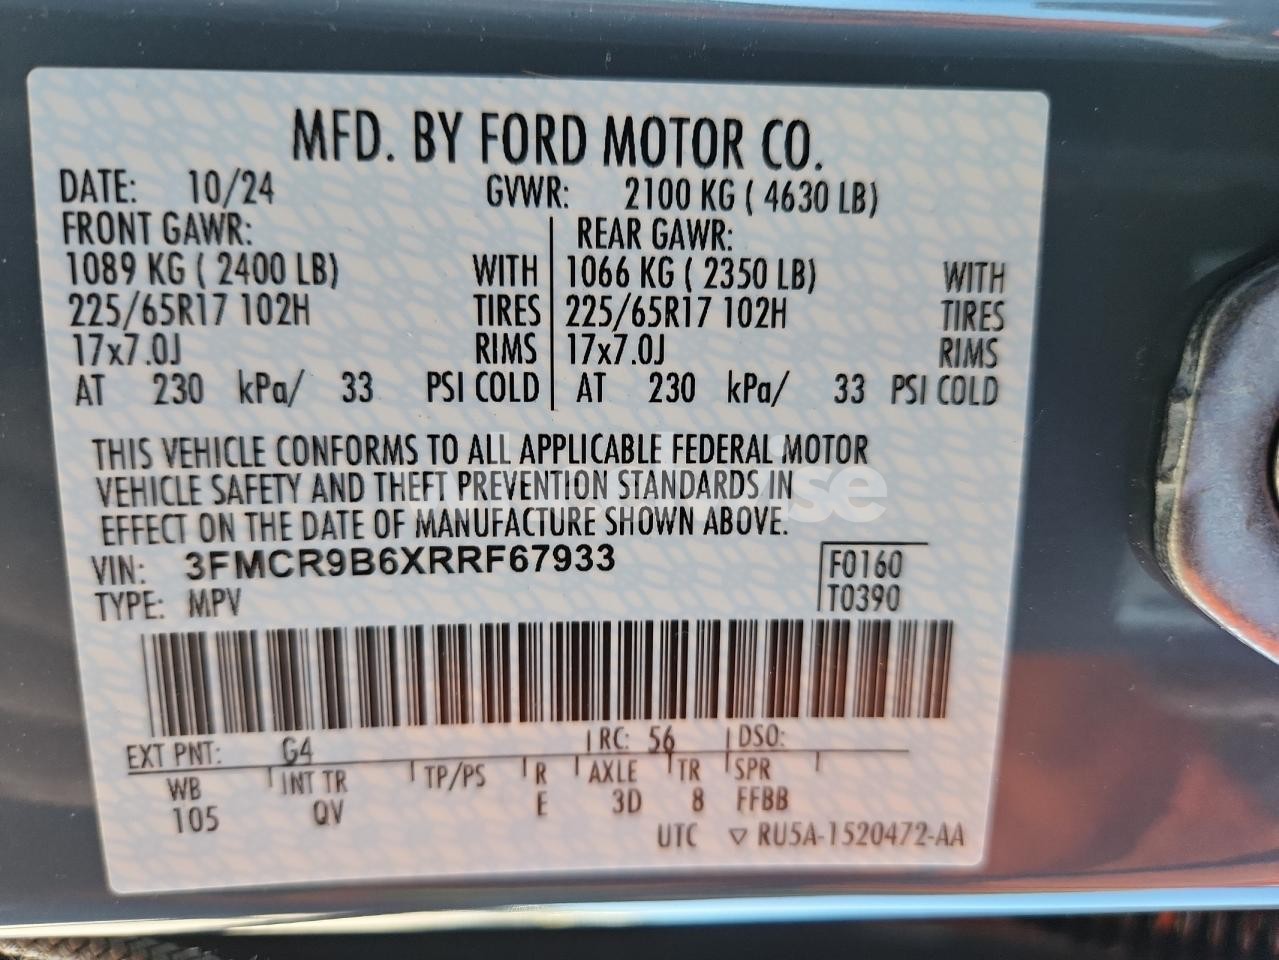 MFD. BY FORD MOTOR CO.
DATE: 10/24 GVWR: 2100 KG ( 4630 LB)
FRONT GAWR: REAR GAWR:
1089 KG ( 2400 LB) WITH 1066 KG ( 2350 LB) WITH
225/65R17 102H TIRES 225/65R17 102H TIRES
17x7.0J RIMS 17x7.0J RIMS
AT 230 kPa/ 33 PSI COLD AT 230 kPa/ 33 PSI COLD
THIS VEHICLE CONFORMS TO ALL APPLICABLE FEDERAL MOTOR
VEHICLE SAFETY AND THEFT PREVENTION STANDARDS IN
EFFECT ON THE DATE OF MANUFACTURE SHOWN ABOVE.
VIN: 3FMCR9B6XRRF67933 F0160
TYPE: MPV T0390
EXT PNT: G4 RC: 56 DSO:
WB INT TR TP/PS R AXLE TR SPR
105 QV E 3D 8 FFBB
UTC ▽ RU5A-1520472-AA